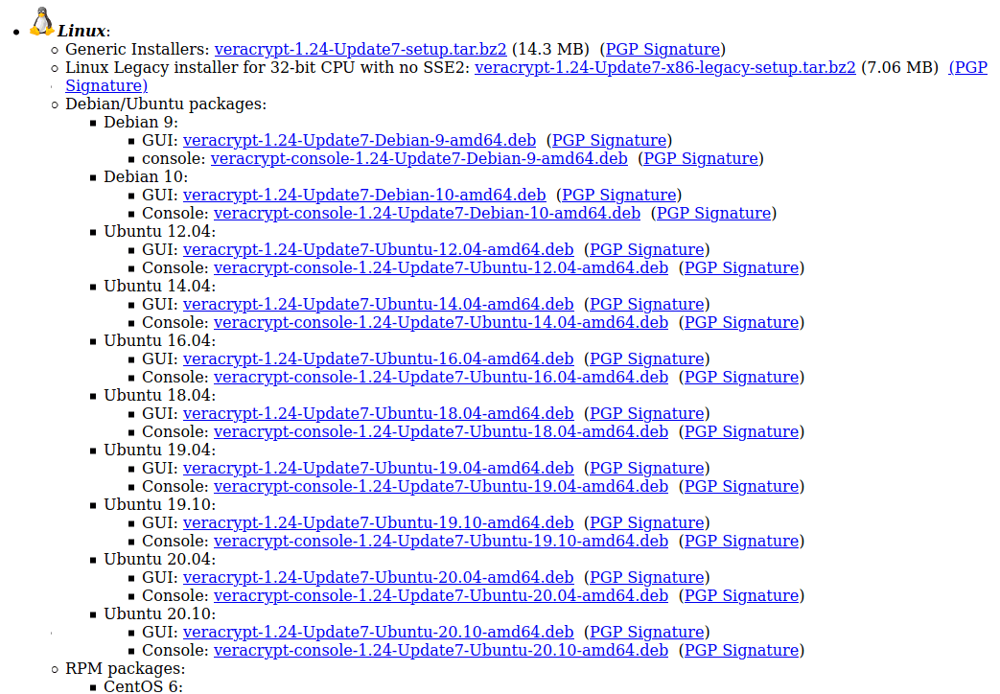 Linux:
Generic Installers: veracrypt-1.24-Update7-setup.tar.bz2 (14.3 MB)  (PGP Signature)
Linux Legacy installer for 32-bit CPU with no SSE2: veracrypt-1.24-Update7-x86-legacy-setup.tar.bz2 (7.06 MB)  (PGP
Signature)
Debian/Ubuntu packages:
Debian 9:
GUI: veracrypt-1.24-Update7-Debian-9-amd64.deb  (PGP Signature)
console: veracrypt-console-1.24-Update7-Debian-9-amd64.deb  (PGP Signature)
Debian 10:
GUI: veracrypt-1.24-Update7-Debian-10-amd64.deb  (PGP Signature)
Console: veracrypt-console-1.24-Update7-Debian-10-amd64.deb  (PGP Signature)
Ubuntu 12.04:
GUI: veracrypt-1.24-Update7-Ubuntu-12.04-amd64.deb  (PGP Signature)
Console: veracrypt-console-1.24-Update7-Ubuntu-12.04-amd64.deb  (PGP Signature)
Ubuntu 14.04:
GUI: veracrypt-1.24-Update7-Ubuntu-14.04-amd64.deb  (PGP Signature)
Console: veracrypt-console-1.24-Update7-Ubuntu-14.04-amd64.deb  (PGP Signature)
Ubuntu 16.04:
GUI: veracrypt-1.24-Update7-Ubuntu-16.04-amd64.deb  (PGP Signature)
Console: veracrypt-console-1.24-Update7-Ubuntu-16.04-amd64.deb  (PGP Signature)
Ubuntu 18.04:
GUI: veracrypt-1.24-Update7-Ubuntu-18.04-amd64.deb  (PGP Signature)
Console: veracrypt-console-1.24-Update7-Ubuntu-18.04-amd64.deb  (PGP Signature)
Ubuntu 19.04:
GUI: veracrypt-1.24-Update7-Ubuntu-19.04-amd64.deb  (PGP Signature)
Console: veracrypt-console-1.24-Update7-Ubuntu-19.04-amd64.deb  (PGP Signature)
Ubuntu 19.10:
GUI: veracrypt-1.24-Update7-Ubuntu-19.10-amd64.deb  (PGP Signature)
Console: veracrypt-console-1.24-Update7-Ubuntu-19.10-amd64.deb  (PGP Signature)
Ubuntu 20.04:
GUI: veracrypt-1.24-Update7-Ubuntu-20.04-amd64.deb  (PGP Signature)
Console: veracrypt-console-1.24-Update7-Ubuntu-20.04-amd64.deb  (PGP Signature)
Ubuntu 20.10:
GUI: veracrypt-1.24-Update7-Ubuntu-20.10-amd64.deb  (PGP Signature)
Console: veracrypt-console-1.24-Update7-Ubuntu-20.10-amd64.deb  (PGP Signature)
RPM packages:
CentOS 6: